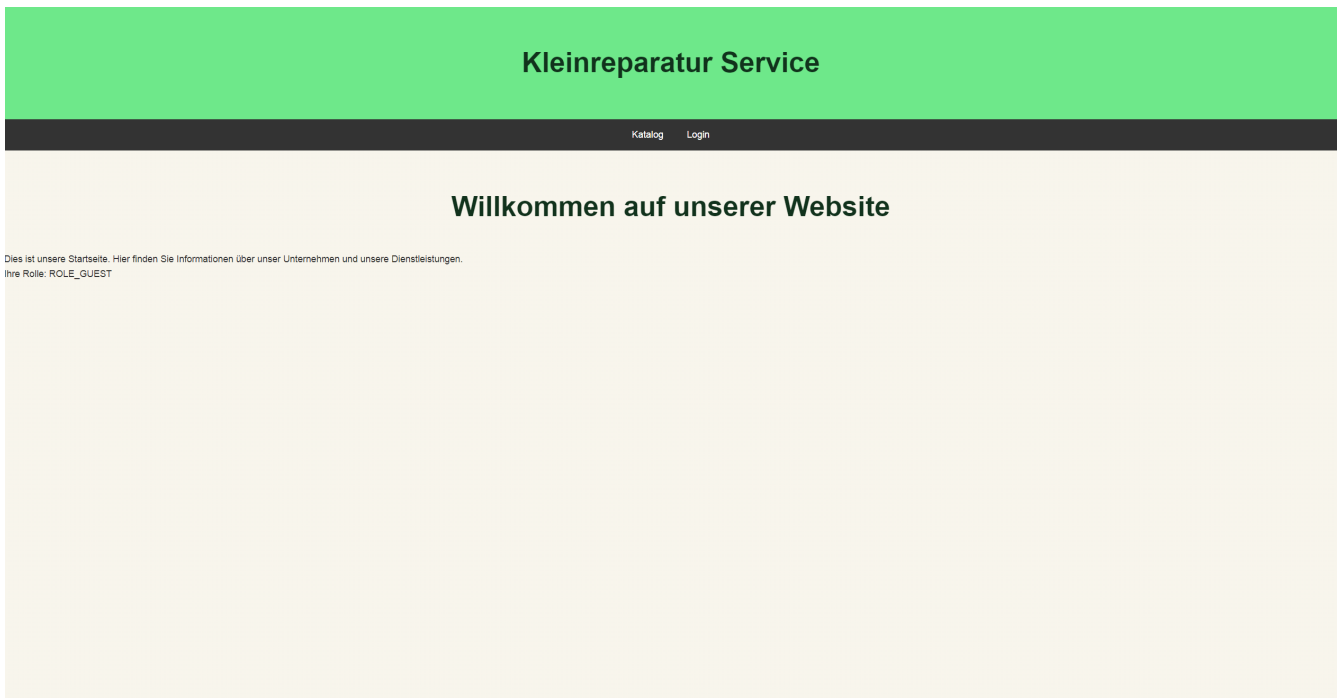 Kleinreparatur Service
Katalog Login
Willkommen auf unserer Website
Dies ist unsere Startseite. Hier finden Sie Informationen über unser Unternehmen und unsere Dienstleistungen.
Ihre Rolle: ROLE_GUEST